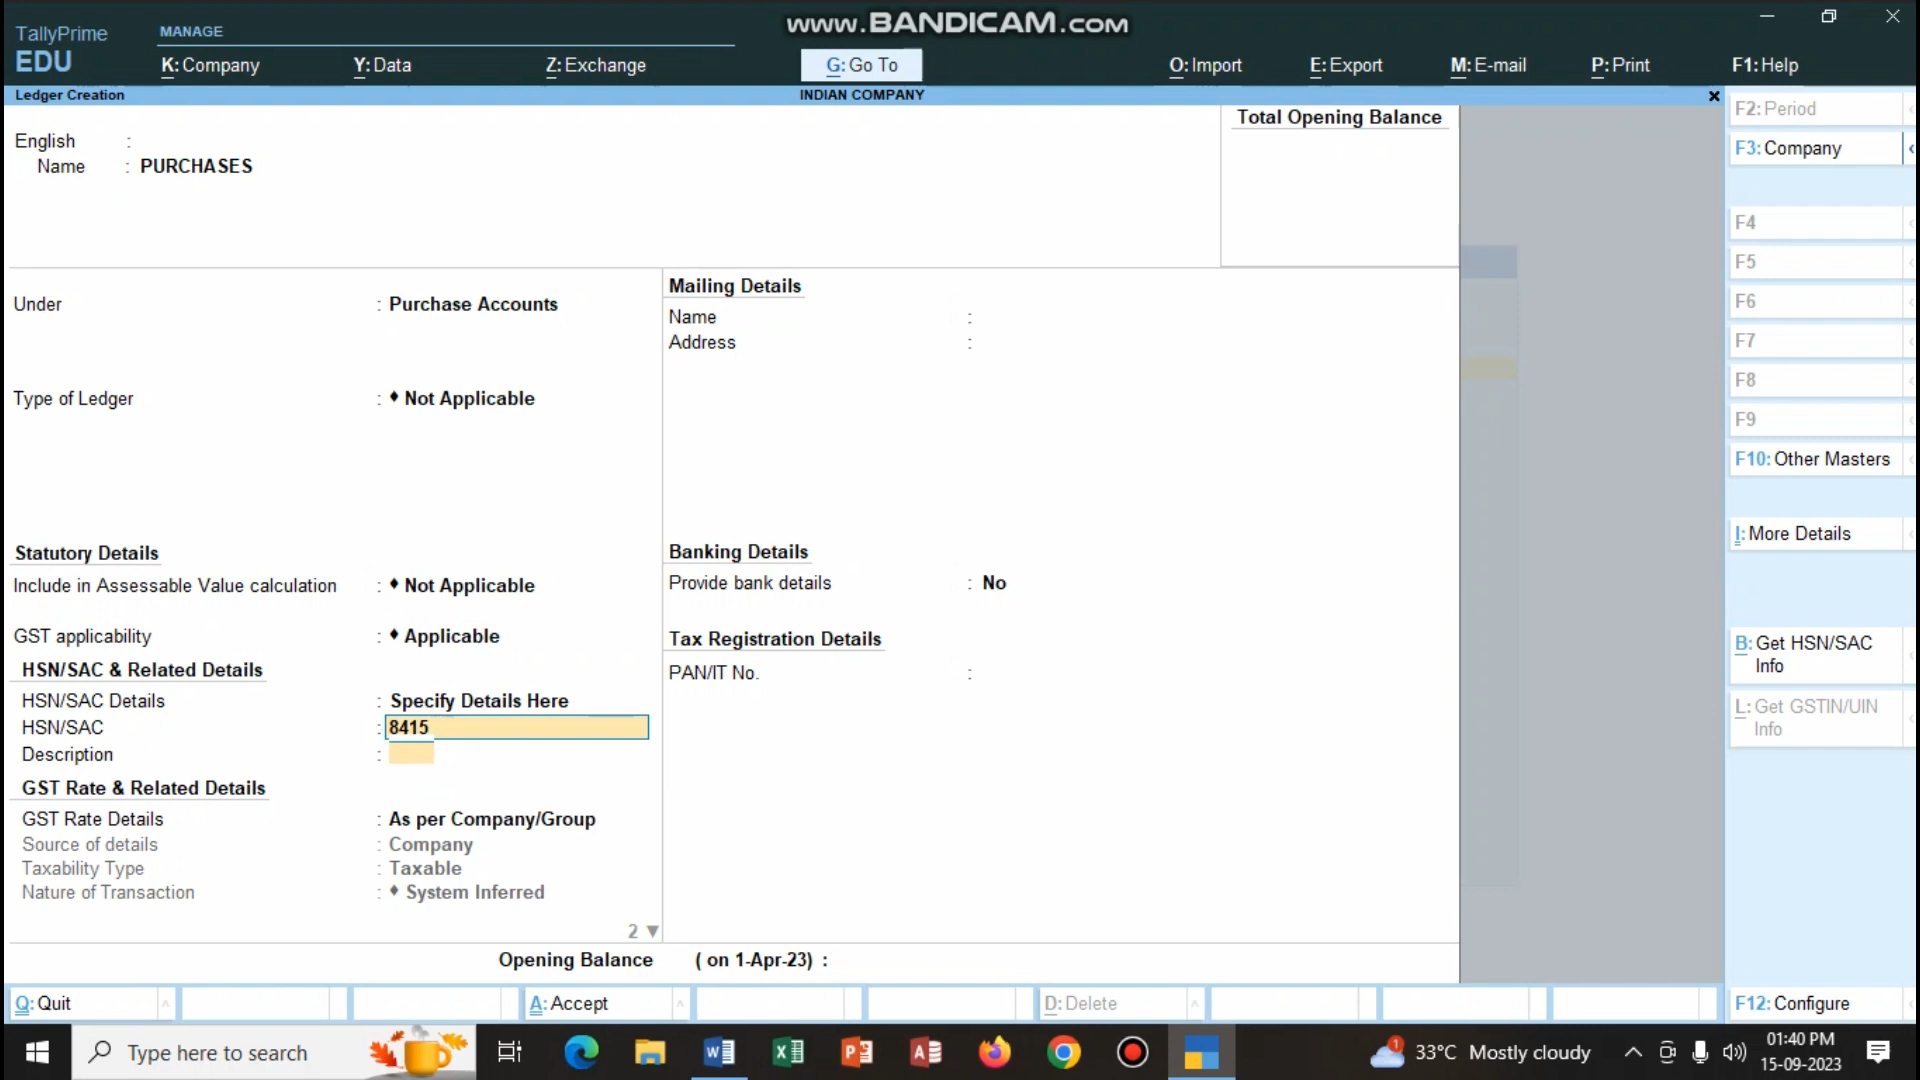 www.BANDICAM.com
TallyPrime
EDU
MANAGE
K: Company
Y: Data
Z: Exchange
G: Go To
O: Import
E: Export
M: E-mail
P: Print
F1: Help
Ledger Creation
INDIAN COMPANY
English :
Name : PURCHASES
Total Opening Balance
Under : Purchase Accounts
Type of Ledger : ♦ Not Applicable
Statutory Details
Include in Assessable Value calculation : ♦ Not Applicable
GST applicability : ♦ Applicable
HSN/SAC & Related Details
HSN/SAC Details : Specify Details Here
HSN/SAC : 8415
Description :
GST Rate & Related Details
GST Rate Details : As per Company/Group
Source of details : Company
Taxability Type : Taxable
Nature of Transaction : ♦ System Inferred
2 ▼
Mailing Details
Name :
Address :
Banking Details
Provide bank details : No
Tax Registration Details
PAN/IT No. :
Opening Balance ( on 1-Apr-23) :
F2: Period
F3: Company
F4
F5
F6
F7
F8
F9
F10: Other Masters
I: More Details
B: Get HSN/SAC
Info
L: Get GSTIN/UIN
Info
F12: Configure
Q: Quit
A: Accept
D: Delete
Type here to search
1
33°C Mostly cloudy
01:40 PM
15-09-2023